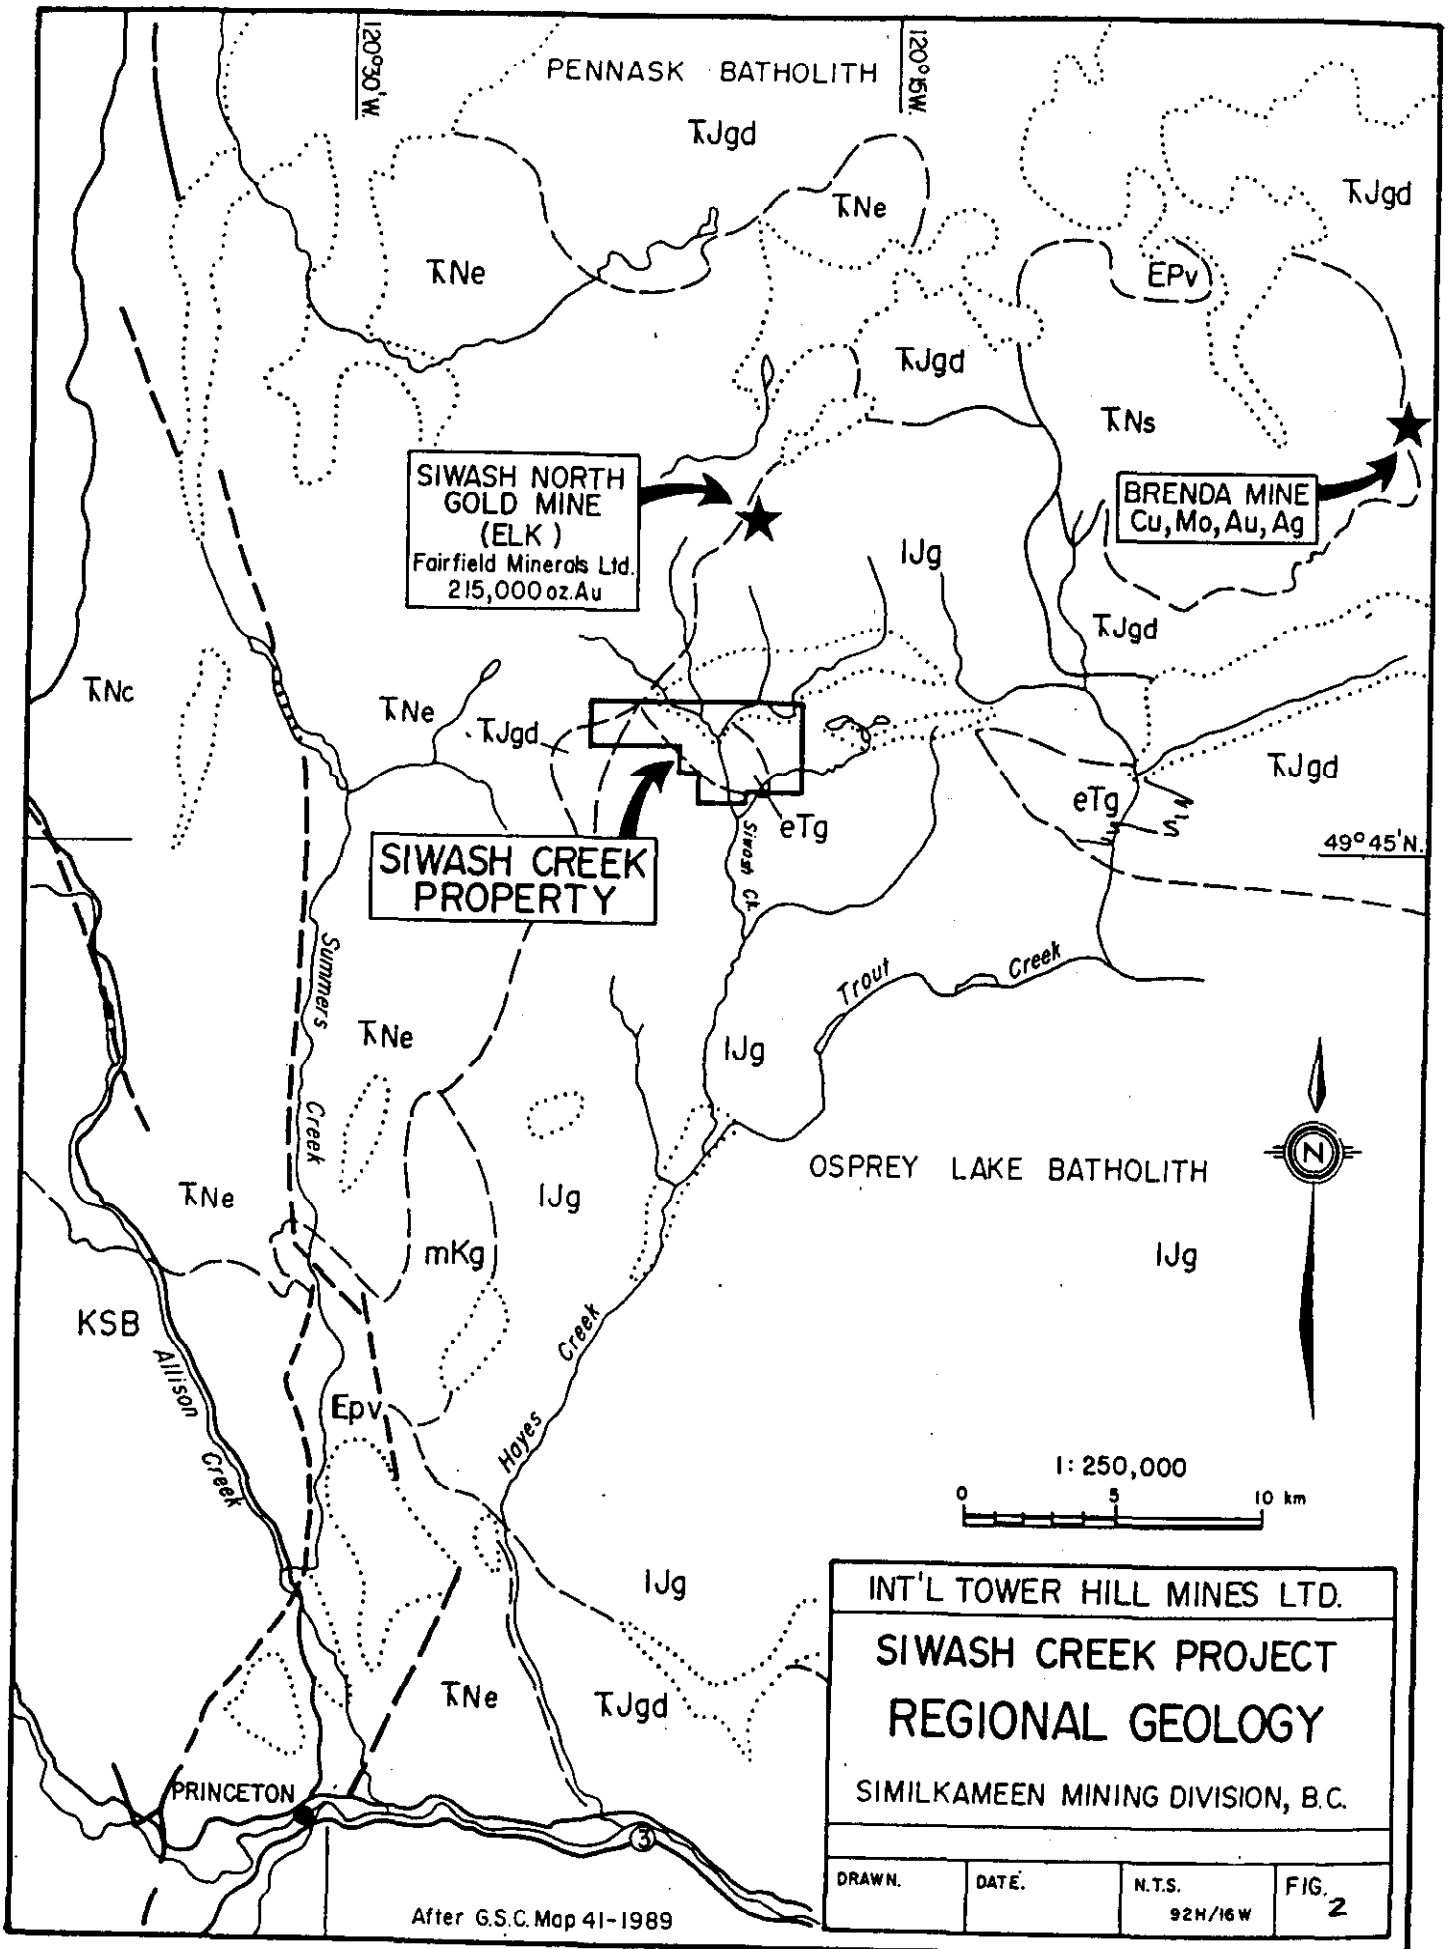 120°30'W.
PENNASK BATHOLITH
120°15W.
TJgd
TNe
TJgd
TNe
EPv
TJgd
TNs
SIWASH NORTH
GOLD MINE
(ELK)
Fairfield Minerals Ltd.
215,000 oz. Au
BRENDA MINE
Cu, Mo, Au, Ag
lJg
TJgd
TNc
TNe
TJgd
TJgd
eTg
eTg
49°45'N.
SIWASH CREEK
PROPERTY
Siwash Ck.
Summers
Creek
Trout Creek
TNe
lJg
OSPREY LAKE BATHOLITH
N
TNe
lJg
mKg
lJg
KSB
Allison
Creek
Epv
Hayes Creek
1:250,000
0 5 10 km
lJg
TNe
TJgd
PRINCETON
3
After G.S.C. Map 41-1989
INT'L TOWER HILL MINES LTD.
SIWASH CREEK PROJECT
REGIONAL GEOLOGY
SIMILKAMEEN MINING DIVISION, B.C.
DRAWN.
DATE.
N.T.S.
92H/16W
FIG.
2